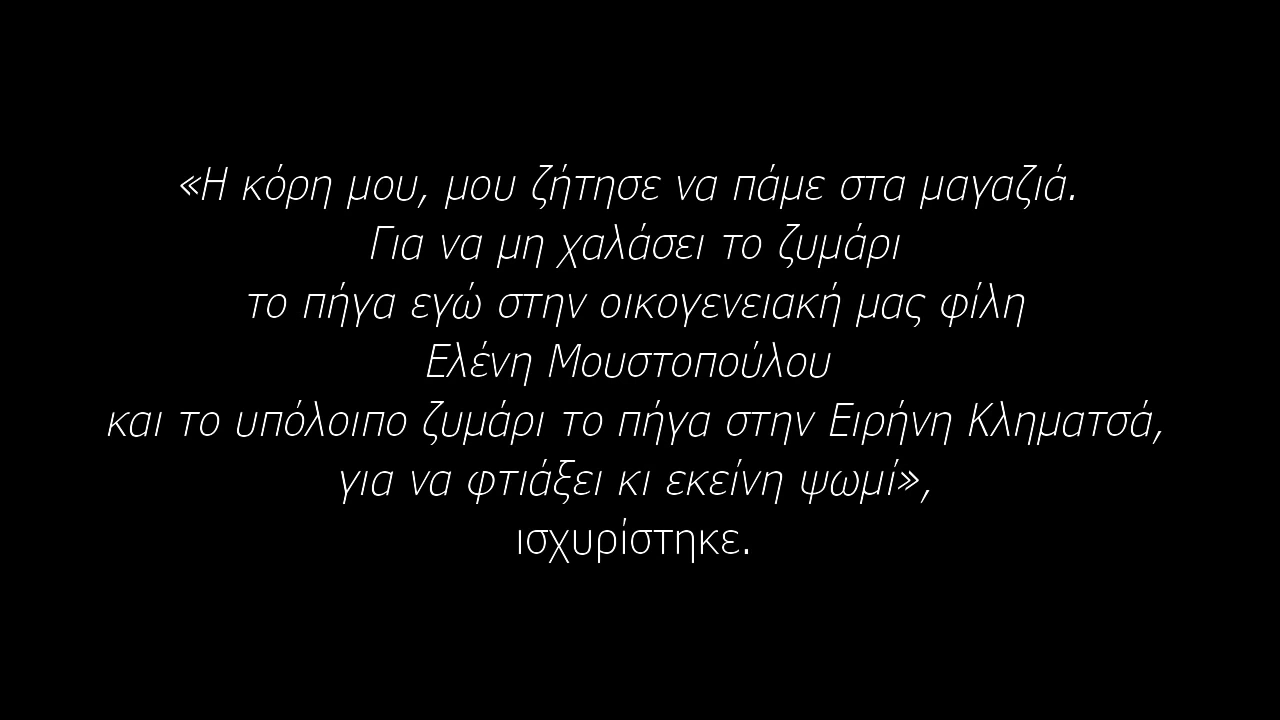 «Η κόρη μου, μου ζήτησε να πάμε στα μαγαζιά.
Για να μη χαλάσει το ζυμάρι
το πήγα εγώ στην οικογενειακή μας φίλη
Ελένη Μουστοπούλου
και το υπόλοιπο ζυμάρι το πήγα στην Ειρήνη Κληματσά,
για να φτιάξει κι εκείνη ψωμί»,
ισχυρίστηκε.